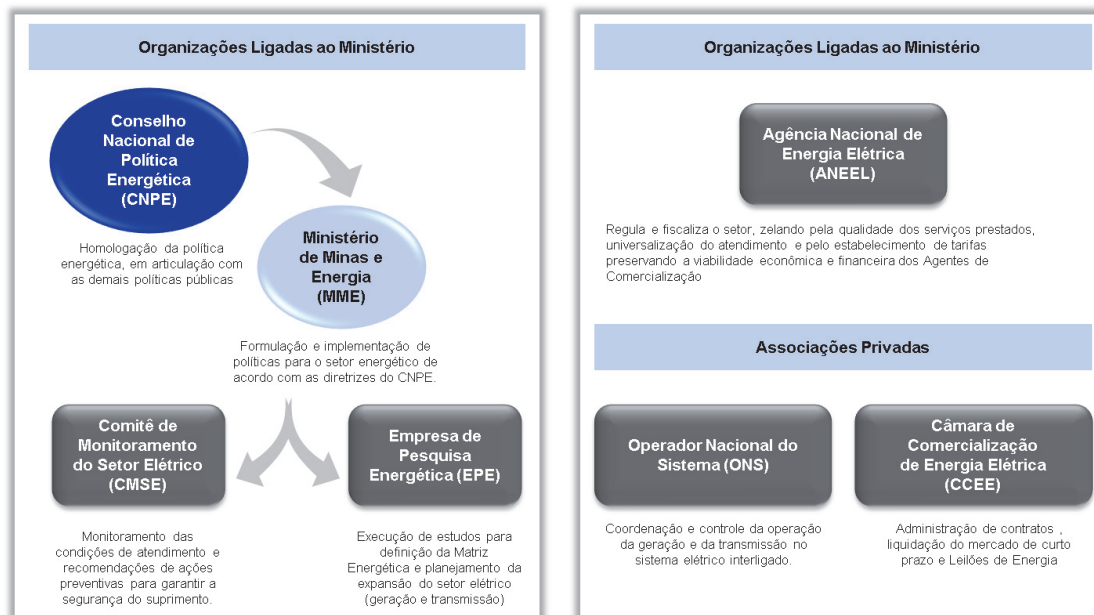 Organizações Ligadas ao Ministério
Conselho
Nacional de
Política
Energética
(CNPE)
Homologação da política
energética, em articulação com
as demais políticas públicas
Ministério
de Minas e
Energia
(MME)
Formulação e implementação de
políticas para o setor energético de
acordo com as diretrizes do CNPE.
Comitê de
Monitoramento
do Setor Elétrico
(CMSE)
Monitoramento das
condições de atendimento e
recomendações de ações
preventivas para garantir a
segurança do suprimento.
Empresa de
Pesquisa
Energética (EPE)
Execução de estudos para
definição da Matriz
Energética e planejamento da
expansão do setor elétrico
(geração e transmissão)
Organizações Ligadas ao Ministério
Agência Nacional de
Energia Elétrica
(ANEEL)
Regula e fiscaliza o setor, zelando pela qualidade dos serviços prestados,
universalização do atendimento e pelo estabelecimento de tarifas
preservando a viabilidade econômica e financeira dos Agentes de
Comercialização
Associações Privadas
Operador Nacional do
Sistema (ONS)
Coordenação e controle da operação
da geração e da transmissão no
sistema elétrico interligado.
Câmara de
Comercialização
de Energia Elétrica
(CCEE)
Administração de contratos ,
liquidação do mercado de curto
prazo e Leilões de Energia